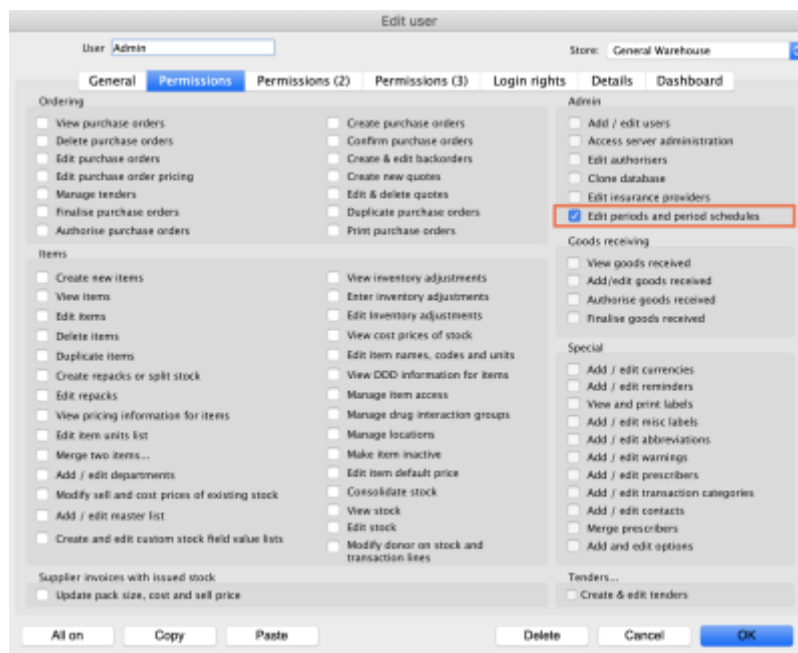 Edit user
User Admin
Store: General Warehouse
General Permissions Permissions (2) Permissions (3) Login rights Details Dashboard
Ordering
View purchase orders
Delete purchase orders
Edit purchase orders
Edit purchase order pricing
Manage tenders
Finalise purchase orders
Authorise purchase orders
Create purchase orders
Confirm purchase orders
Create & edit backorders
Create new quotes
Edit & delete quotes
Duplicate purchase orders
Print purchase orders
Items
Create new items
View items
Edit items
Delete items
Duplicate items
Create repacks or split stock
Edit repacks
View pricing information for items
Edit item units list
Merge two items...
Add / edit departments
Modify sell and cost prices of existing stock
Add / edit master list
Create and edit custom stock field value lists
View inventory adjustments
Enter inventory adjustments
Edit inventory adjustments
View cost prices of stock
Edit item names, codes and units
View DDD information for items
Manage item access
Manage drug interaction groups
Manage locations
Make item inactive
Edit item default price
Consolidate stock
View stock
Edit stock
Modify donor on stock and
transaction lines
Supplier invoices with issued stock
Update pack size, cost and sell price
Admin
Add / edit users
Access server administration
Edit authorisers
Clone database
Edit insurance providers
Edit periods and period schedules
Goods receiving
View goods received
Add/edit goods received
Authorise goods received
Finalise goods received
Special
Add / edit currencies
Add / edit reminders
View and print labels
Add / edit misc labels
Add / edit abbreviations
Add / edit warnings
Add / edit prescribers
Add / edit transaction categories
Add / edit contacts
Merge prescribers
Add and edit options
Tenders...
Create & edit tenders
All on Copy Paste Delete Cancel OK